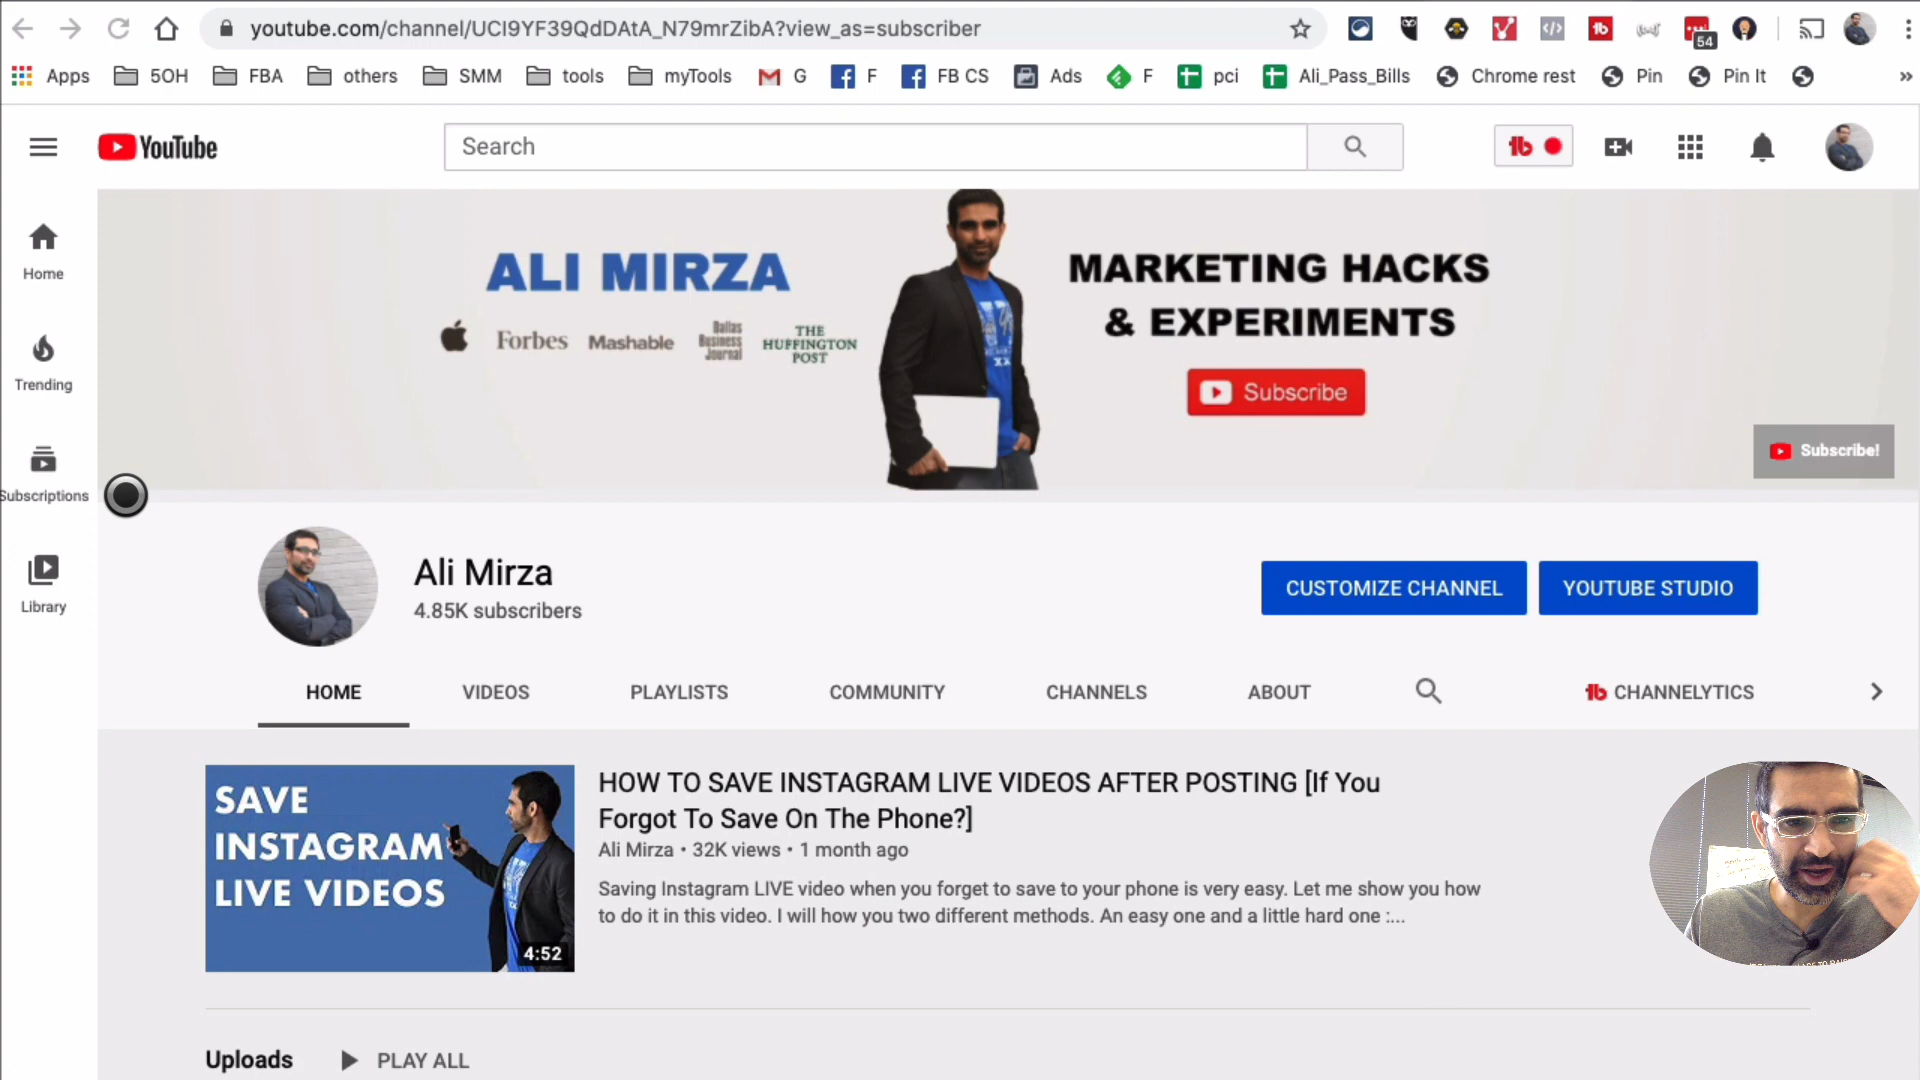 youtube.com/channel/UCI9YF39QdDAtA_N79mrZibA?view_as=subscriber
54
Apps 5OH FBA others SMM tools myTools G F FB CS Ads F pci Ali_Pass_Bills Chrome rest Pin Pin It »
YouTube
Search
Home
Trending
Subscriptions
Library
ALI MIRZA
Forbes Mashable Dallas Business Journal THE HUFFINGTON POST
MARKETING HACKS
& EXPERIMENTS
Subscribe
Subscribe!
Ali Mirza
4.85K subscribers
CUSTOMIZE CHANNEL YOUTUBE STUDIO
HOME VIDEOS PLAYLISTS COMMUNITY CHANNELS ABOUT CHANNELYTICS
SAVE
INSTAGRAM
LIVE VIDEOS
4:52
HOW TO SAVE INSTAGRAM LIVE VIDEOS AFTER POSTING [If You
Forgot To Save On The Phone?]
Ali Mirza • 32K views • 1 month ago
Saving Instagram LIVE video when you forget to save to your phone is very easy. Let me show you how
to do it in this video. I will how you two different methods. An easy one and a little hard one :...
Uploads PLAY ALL